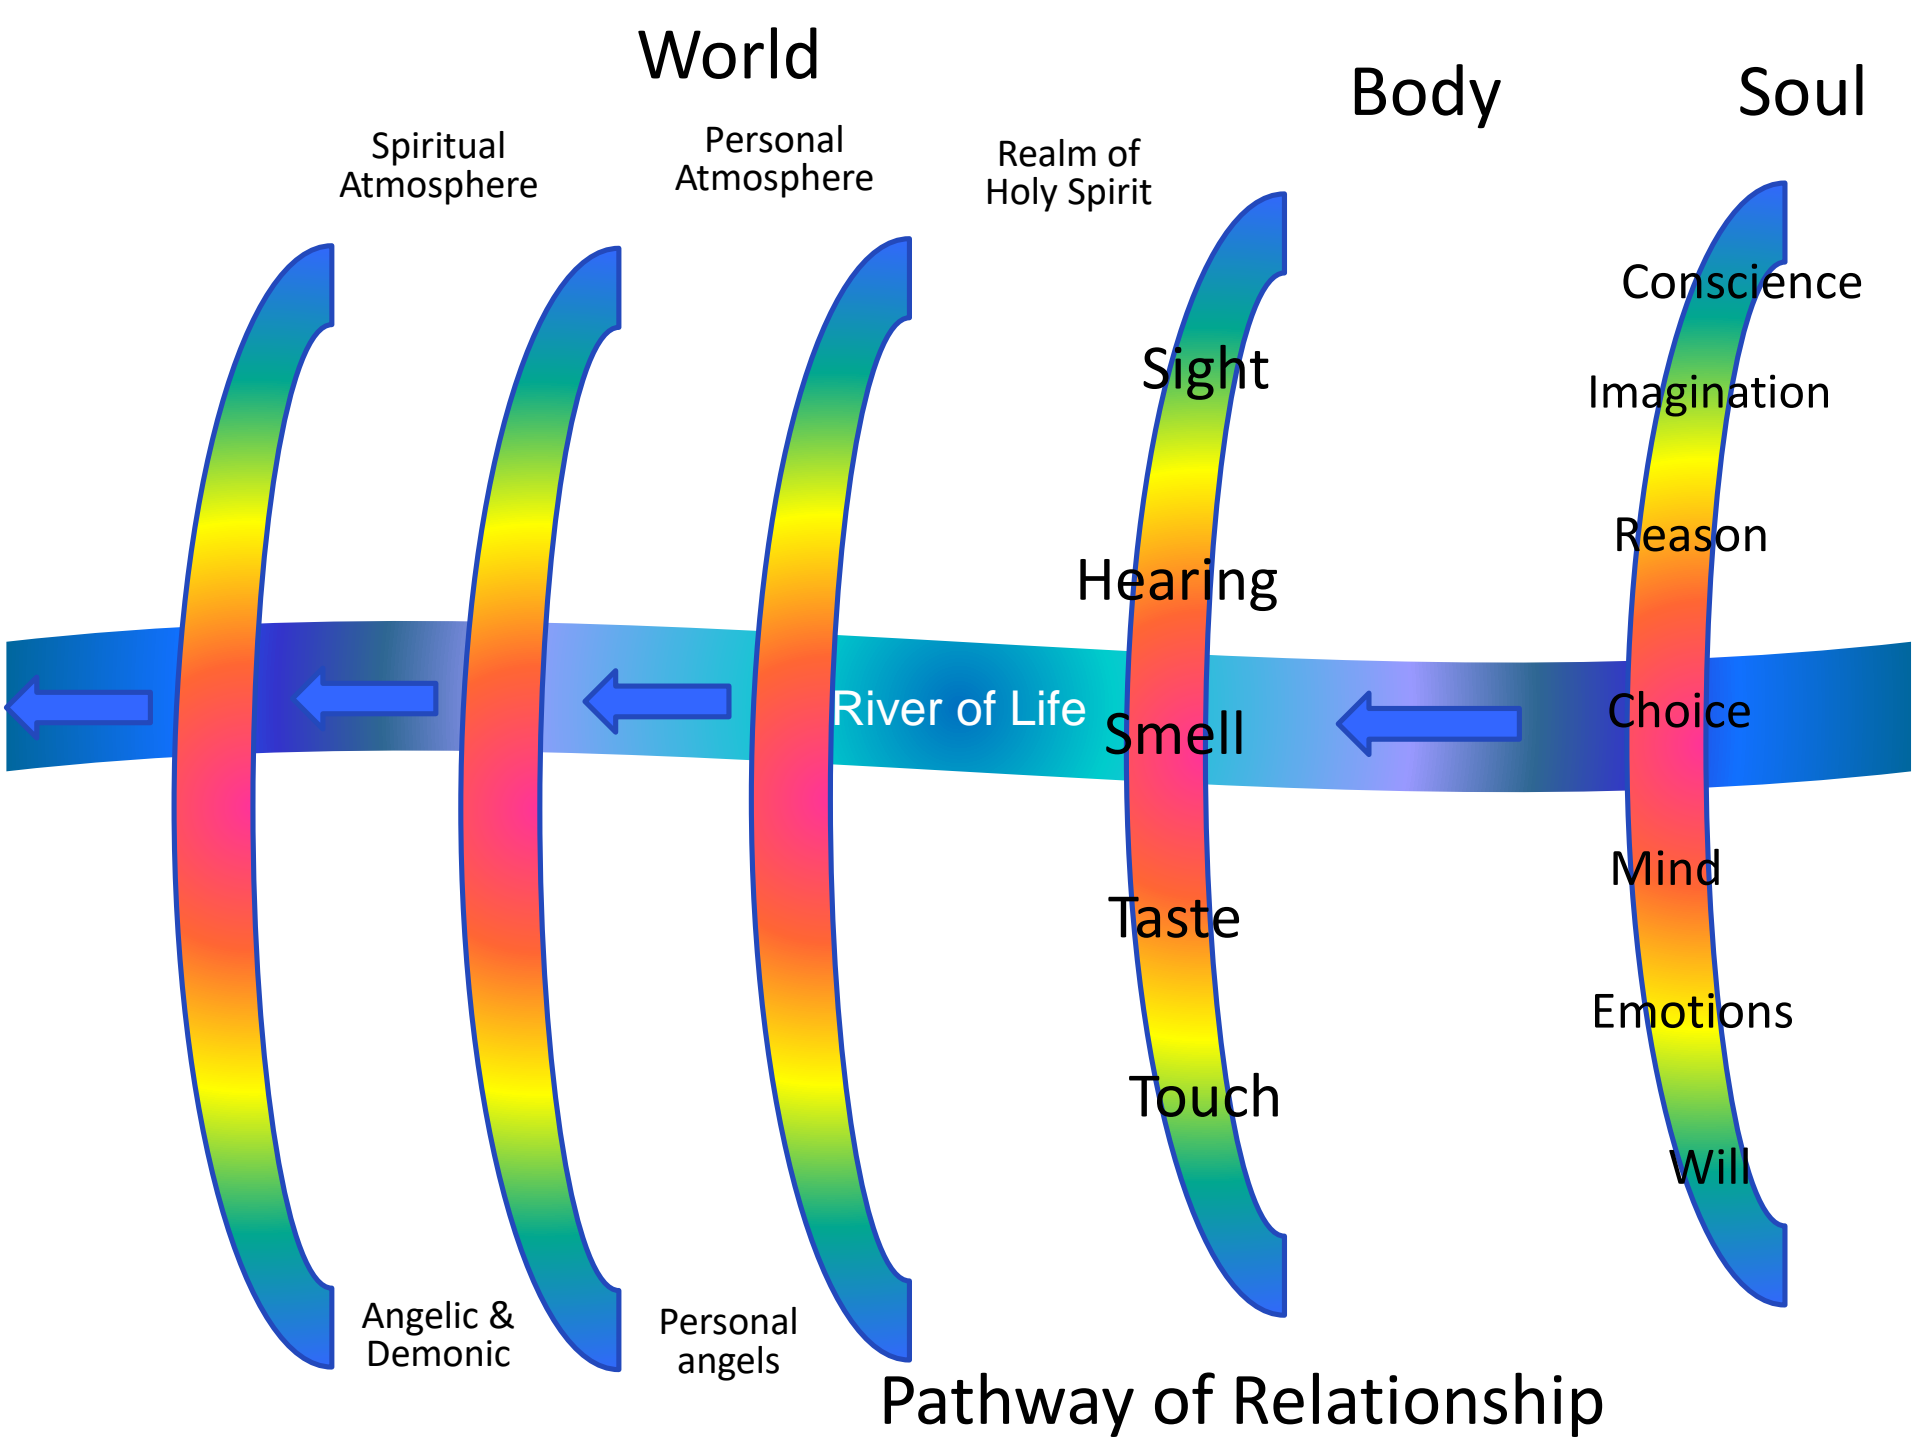 World
Body
Soul
Spiritual
Atmosphere
Personal
Atmosphere
Realm of
Holy Spirit
Conscience
Sight
Imagination
Reason
Hearing
River of Life
Smell
Choice
Mind
Taste
Emotions
Touch
Will
Angelic &
Demonic
Personal
angels
Pathway of Relationship